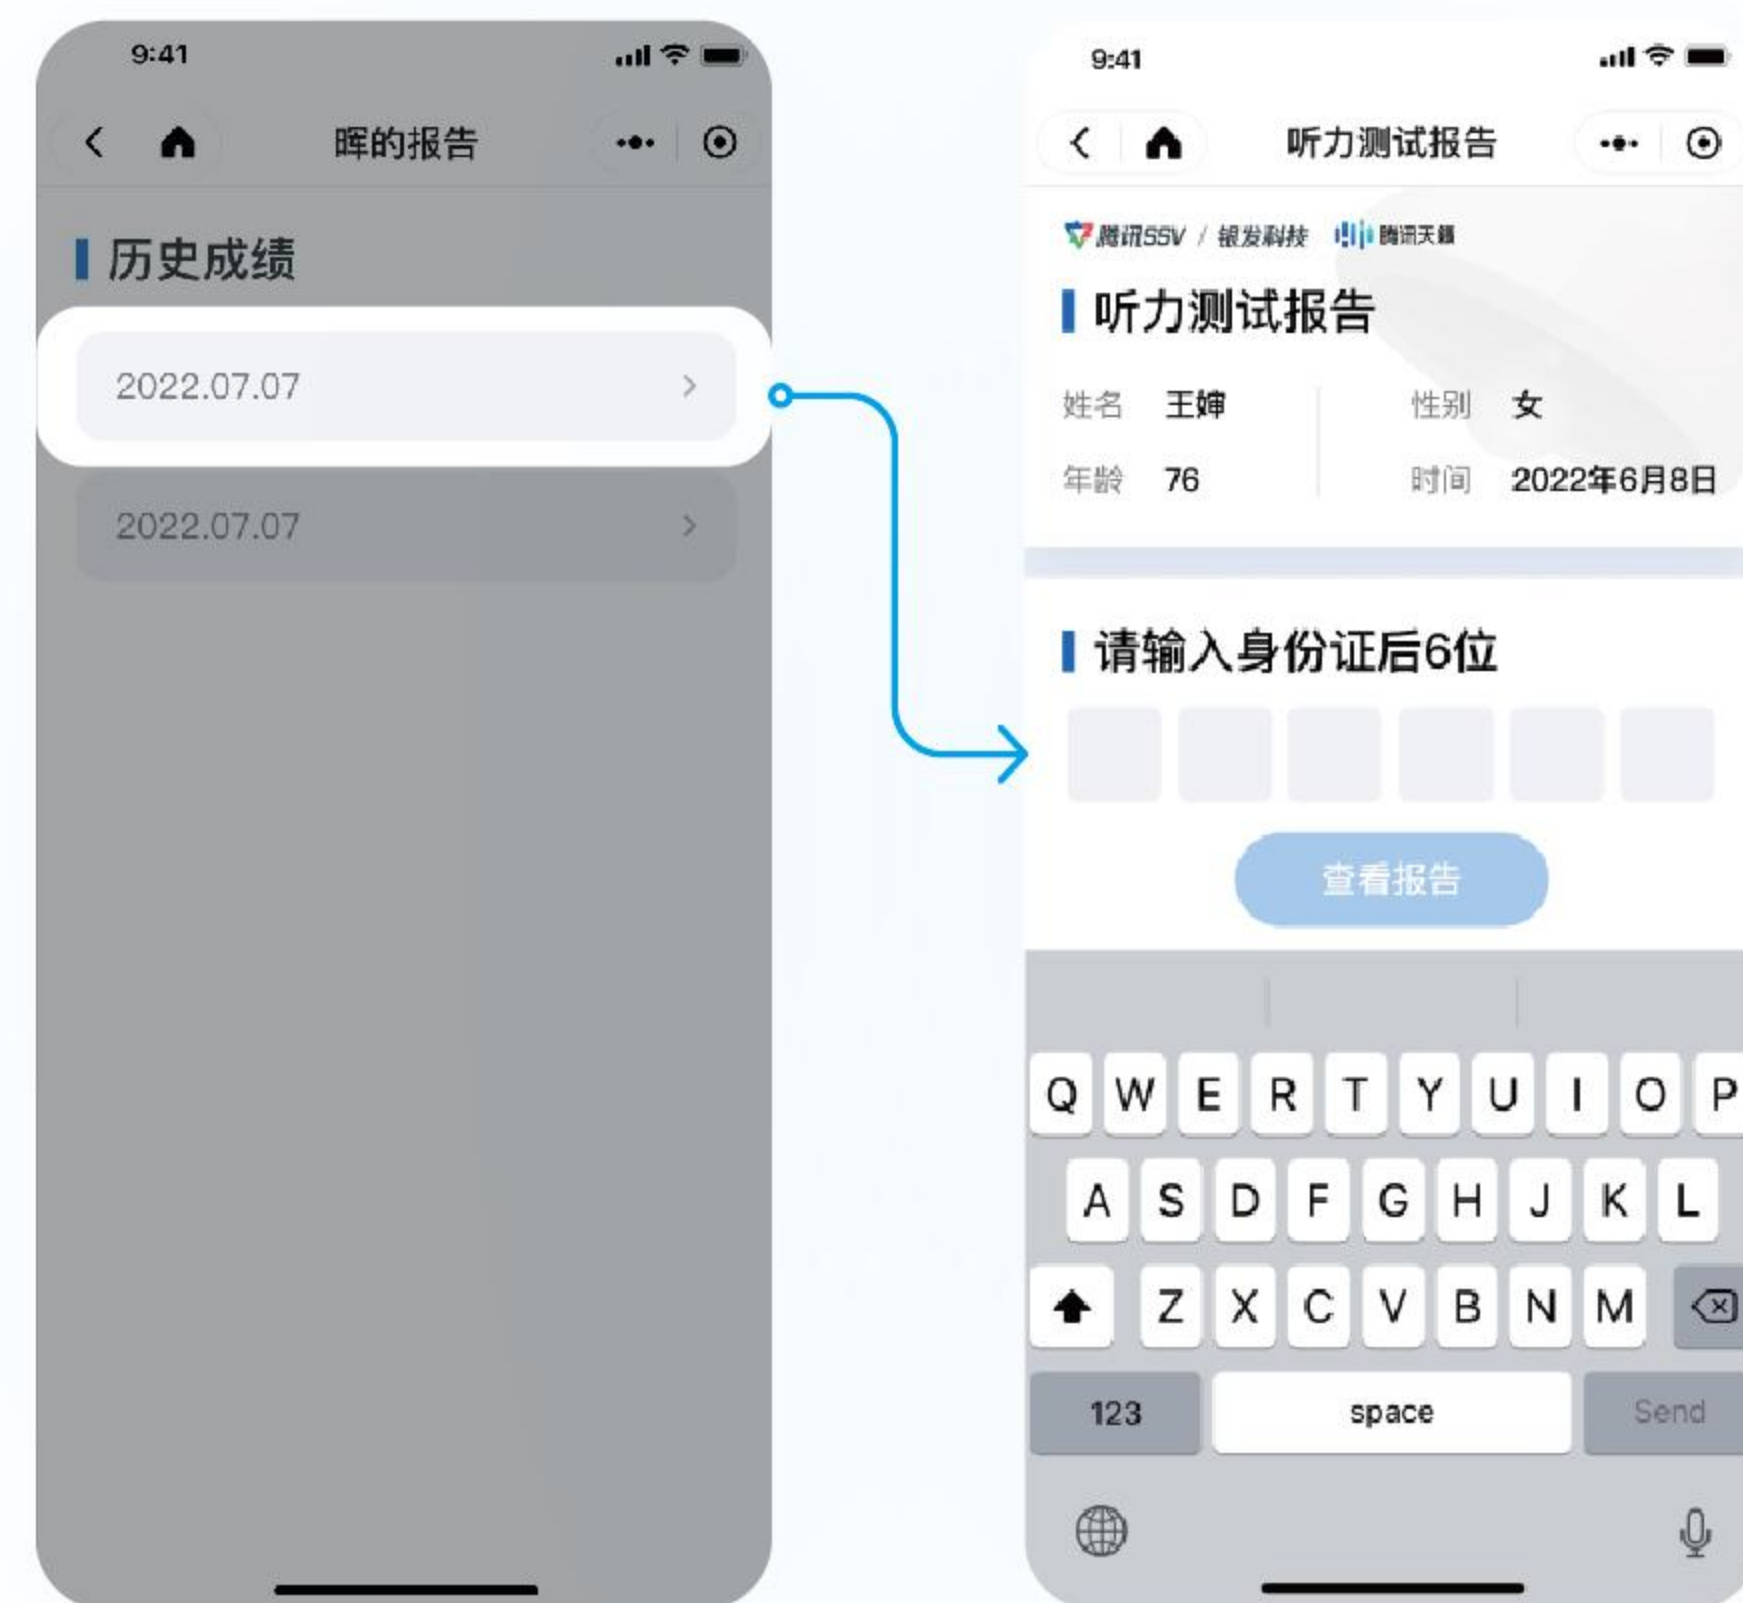 9:41
晖的报告
历史成绩
2022.07.07
2022.07.07
9:41
听力测试报告
腾讯SSV / 银发科技 腾讯天籁
听力测试报告
姓名 王婶 性别 女
年龄 76 时间 2022年6月8日
请输入身份证后6位
查看报告
Q W E R T Y U I O P
A S D F G H J K L
Z X C V B N M
123 space Send